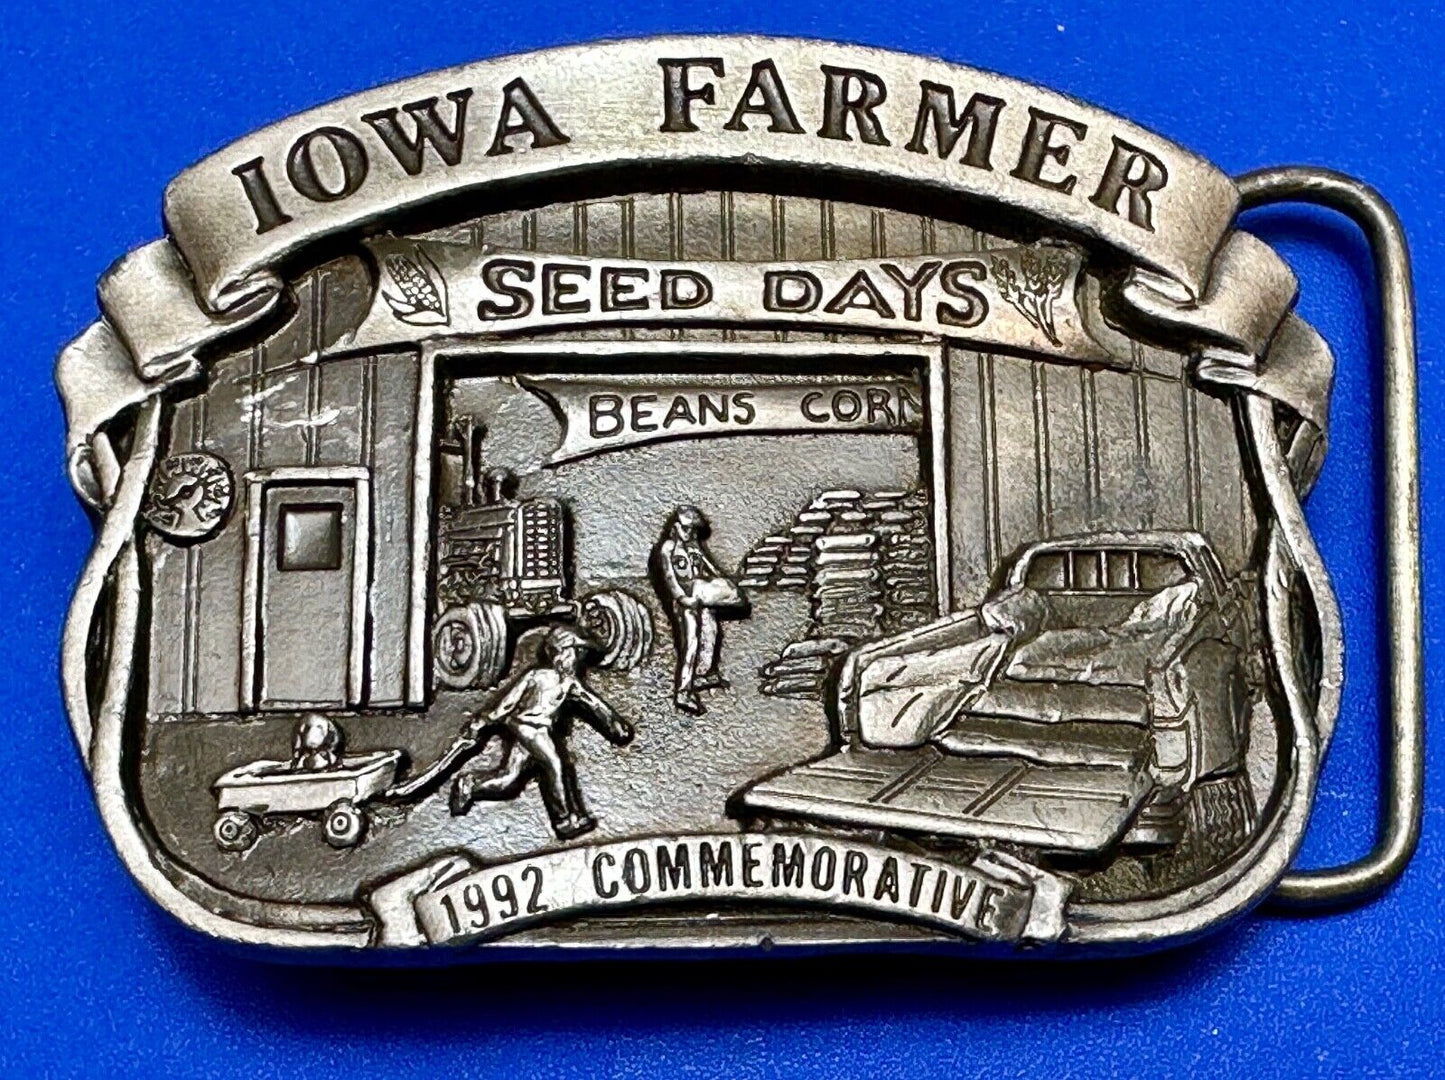 IOWA FARMER
SEED DAYS
BEANS CORN
1992 COMMEMORATIVE